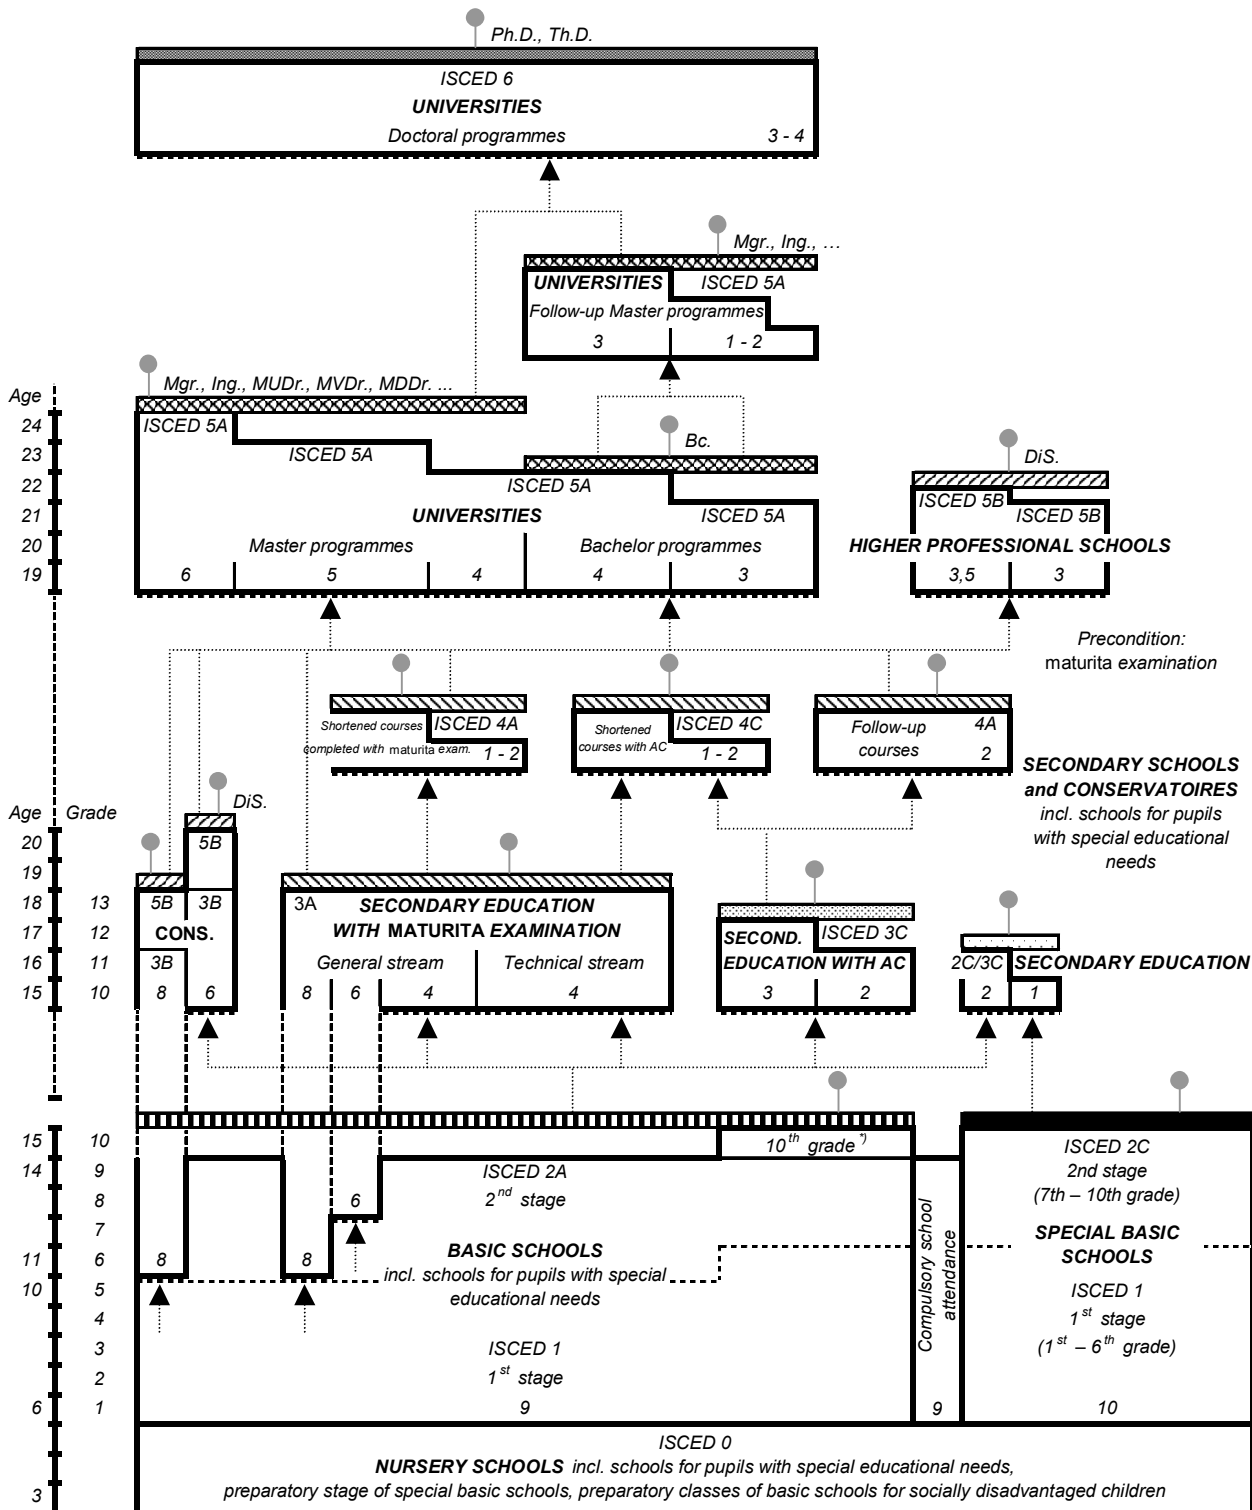 Ph.D., Th.D.
ISCED 6
UNIVERSITIES
Doctoral programmes 3 - 4
Mgr., Ing., …
UNIVERSITIES ISCED 5A
Follow-up Master programmes
3 1 - 2
Mgr., Ing., MUDr., MVDr., MDDr. ...
Age
24 ISCED 5A
23 ISCED 5A Bc. DiS.
22 ISCED 5A ISCED 5B
21 UNIVERSITIES ISCED 5A ISCED 5B
20 Master programmes Bachelor programmes HIGHER PROFESSIONAL SCHOOLS
19 6 5 4 4 3 3,5 3
Precondition:
maturita examination
Shortened courses ISCED 4A
completed with maturita exam. 1 - 2
Shortened ISCED 4C
courses with AC 1 - 2
Follow-up 4A
courses 2
SECONDARY SCHOOLS
and CONSERVATOIRES
incl. schools for pupils
with special educational
needs
Age Grade DiS.
20 5B
19
18 13 5B 3B 3A SECONDARY EDUCATION
17 12 CONS. WITH MATURITA EXAMINATION SECOND. ISCED 3C
16 11 3B General stream Technical stream EDUCATION WITH AC 2C/3C SECONDARY EDUCATION
15 10 8 6 8 6 4 4 3 2 2 1
15 10 10th grade *) ISCED 2C
14 9 ISCED 2A 2nd stage
8 6 2nd stage (7th – 10th grade)
7
BASIC SCHOOLS SPECIAL BASIC
11 6 8 8 incl. schools for pupils with special SCHOOLS
10 5 educational needs ISCED 1
4 1st stage
3 ISCED 1 (1st – 6th grade)
2 1st stage
Compulsory school
attendance
6 1 9 9 10
ISCED 0
NURSERY SCHOOLS incl. schools for pupils with special educational needs,
3 preparatory stage of special basic schools, preparatory classes of basic schools for socially disadvantaged children